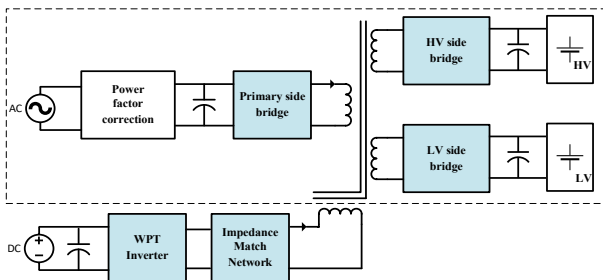 AC
Power
factor
correction
Primary side
bridge
HV side
bridge
HV
LV side
bridge
LV
DC
WPT
Inverter
Impedance
Match
Network